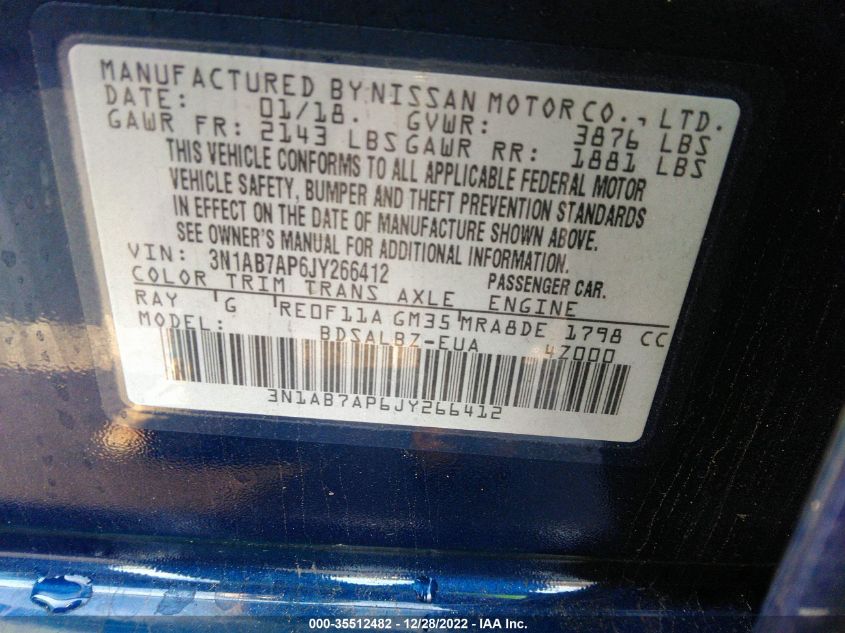 MANUFACTURED BY NISSAN MOTOR CO., LTD.
DATE: 01/18. GVWR: 3876 LBS
GAWR FR: 2143 LBS GAWR RR: 1881 LBS
THIS VEHICLE CONFORMS TO ALL APPLICABLE FEDERAL MOTOR
VEHICLE SAFETY, BUMPER AND THEFT PREVENTION STANDARDS
IN EFFECT ON THE DATE OF MANUFACTURE SHOWN ABOVE.
SEE OWNER'S MANUAL FOR ADDITIONAL INFORMATION.
VIN: 3N1AB7AP6JY266412 PASSENGER CAR.
COLOR TRIM TRANS AXLE ENGINE
RAY G RE0F11A GM35 MRA8DE 1798 CC
MODEL: BDSALBZ-EUA 47000
3N1AB7AP6JY266412
000-35512482 - 12/28/2022 - IAA Inc.